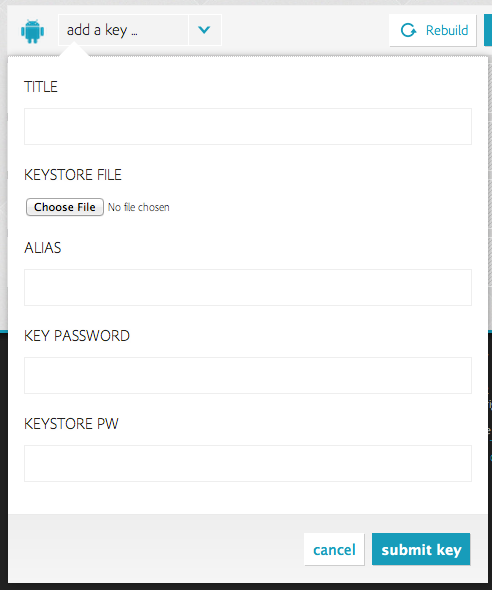 add a key ...
Rebuild
TITLE
KEYSTORE FILE
Choose File No file chosen
ALIAS
KEY PASSWORD
KEYSTORE PW
cancel
submit key